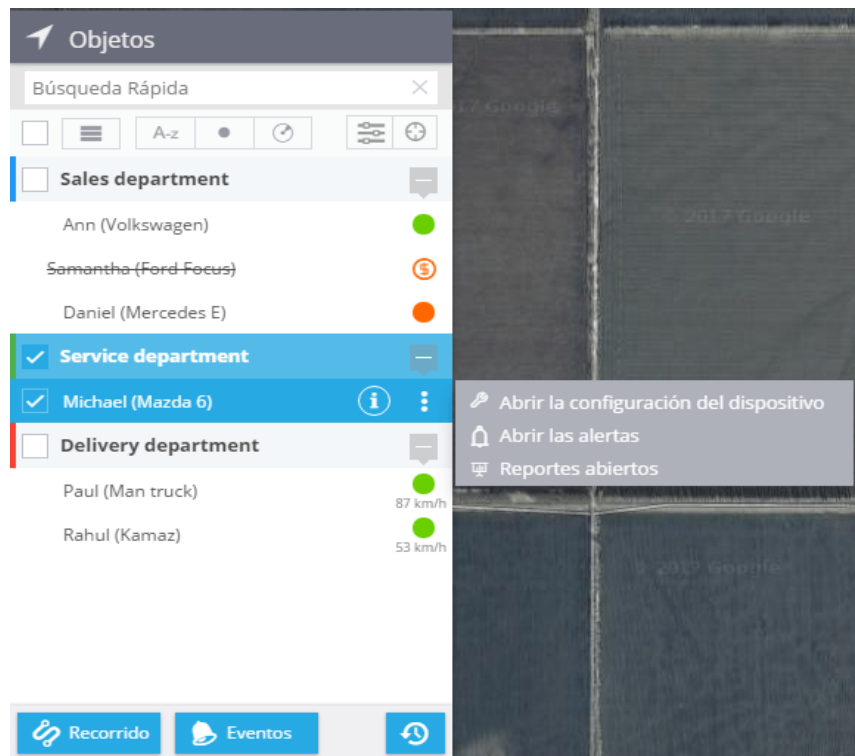 Objetos
Búsqueda Rápida
A-z
Sales department
Ann (Volkswagen)
Samantha (Ford Focus)
Daniel (Mercedes E)
Service department
Michael (Mazda 6)
Abrir la configuración del dispositivo
Abrir las alertas
Reportes abiertos
Delivery department
Paul (Man truck)
87 km/h
Rahul (Kamaz)
53 km/h
Recorrido
Eventos
17 Google
© 2017 Google
© 2017 Google